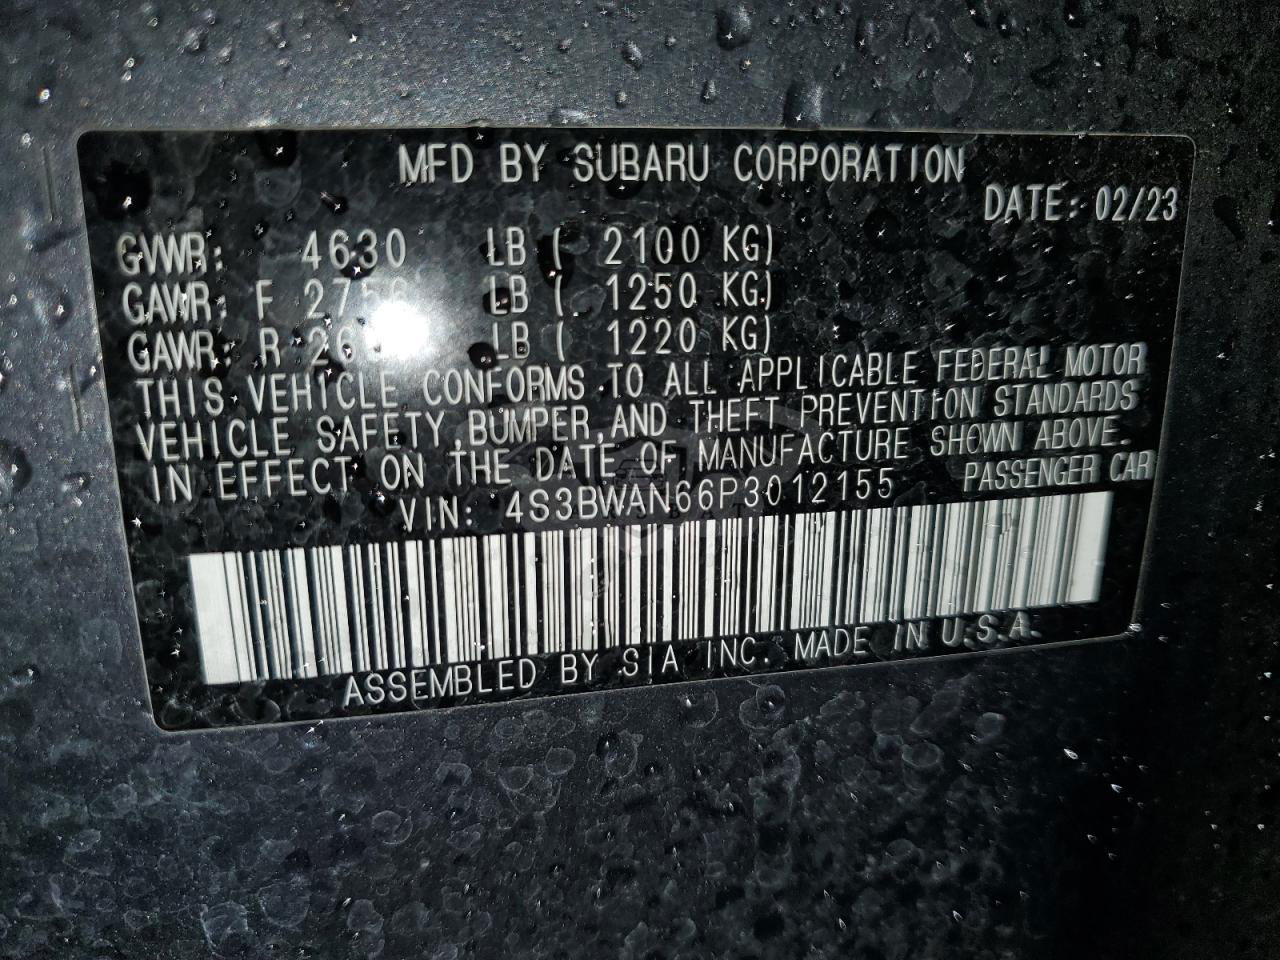 MFD BY SUBARU CORPORATION
DATE: 02/23
GVWR: 4630 LB ( 2100 KG)
GAWR: F LB ( 1250 KG)
GAWR: R LB ( 1220 KG)
THIS VEHICLE CONFORMS TO ALL APPLICABLE FEDERAL MOTOR
VEHICLE SAFETY, BUMPER, AND THEFT PREVENTION STANDARDS
IN EFFECT ON THE DATE OF MANUFACTURE SHOWN ABOVE.
VIN: 4S3BWAN66P3012155 PASSENGER CAR
ASSEMBLED BY SIA INC. MADE IN U.S.A.